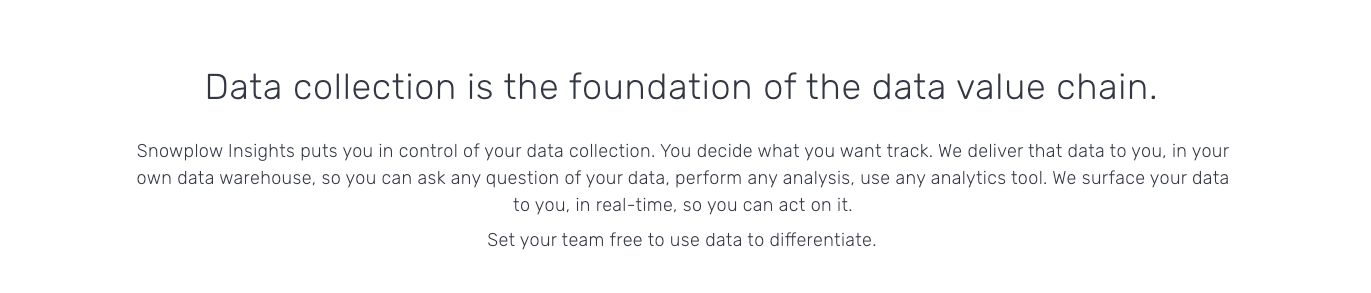 Data collection is the foundation of the data value chain.
Snowplow Insights puts you in control of your data collection. You decide what you want track. We deliver that data to you, in your
own data warehouse, so you can ask any question of your data, perform any analysis, use any analytics tool. We surface your data
to you, in real-time, so you can act on it.
Set your team free to use data to differentiate.